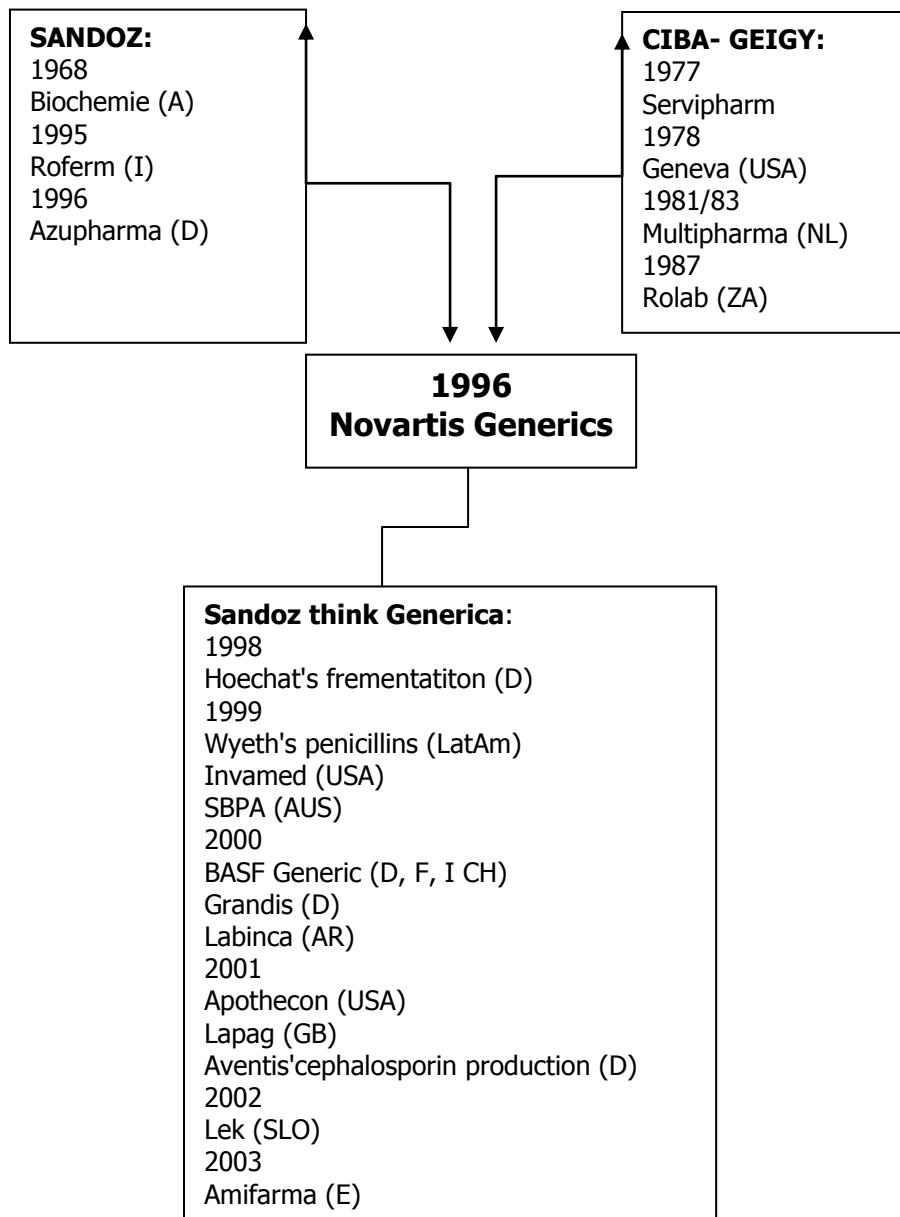 SANDOZ:
1968
Biochemie (A)
1995
Roferm (I)
1996
Azupharma (D)
CIBA- GEIGY:
1977
Servipharm
1978
Geneva (USA)
1981/83
Multipharma (NL)
1987
Rolab (ZA)
1996
Novartis Generics
Sandoz think Generica:
1998
Hoechat's frementatiton (D)
1999
Wyeth's penicillins (LatAm)
Invamed (USA)
SBPA (AUS)
2000
BASF Generic (D, F, I CH)
Grandis (D)
Labinca (AR)
2001
Apothecon (USA)
Lapag (GB)
Aventis'cephalosporin production (D)
2002
Lek (SLO)
2003
Amifarma (E)